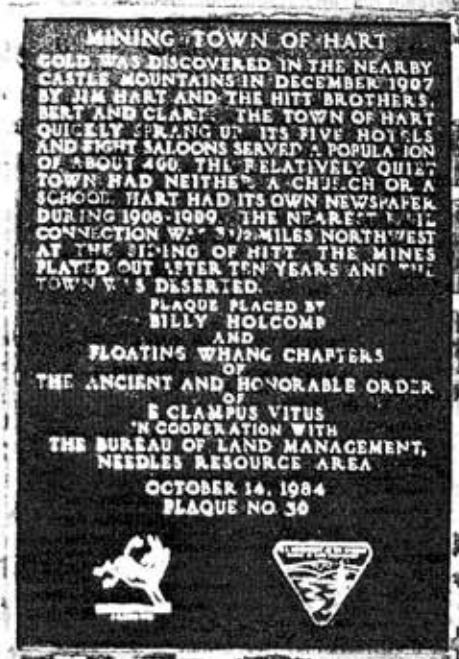 MINING TOWN OF HART
GOLD WAS DISCOVERED IN THE NEARBY
CASTLE MOUNTAINS IN DECEMBER 1907
BY JIM HART AND THE HITT BROTHERS,
BERT AND CLARK. THE TOWN OF HART
QUICKLY SPRANG UP. ITS FIVE HOTELS
AND EIGHT SALOONS SERVED A POPULATION
OF ABOUT 400. THE RELATIVELY QUIET
TOWN HAD NEITHER A CHURCH OR A
SCHOOL. HART HAD ITS OWN NEWSPAPER
DURING 1908-1909. THE NEAREST RAIL
CONNECTION WAS 3 1/2 MILES NORTHWEST
AT THE SIDING OF HITT. THE MINES
PLAYED OUT AFTER TEN YEARS AND THE
TOWN WAS DESERTED.
PLAQUE PLACED BY
BILLY HOLCOMB
AND
FLOATING WHANG CHAPTERS
OF
THE ANCIENT AND HONORABLE ORDER
OF
E CLAMPUS VITUS
IN COOPERATION WITH
THE BUREAU OF LAND MANAGEMENT,
NEEDLES RESOURCE AREA
OCTOBER 14, 1984
PLAQUE NO. 30